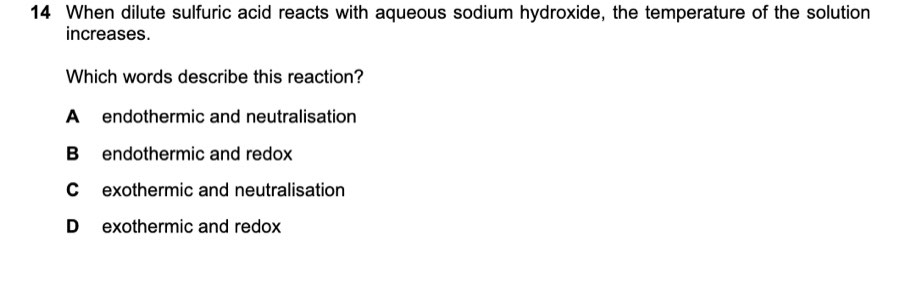 14 When dilute sulfuric acid reacts with aqueous sodium hydroxide, the temperature of the solution
increases.
Which words describe this reaction?
A endothermic and neutralisation
B endothermic and redox
C exothermic and neutralisation
D exothermic and redox